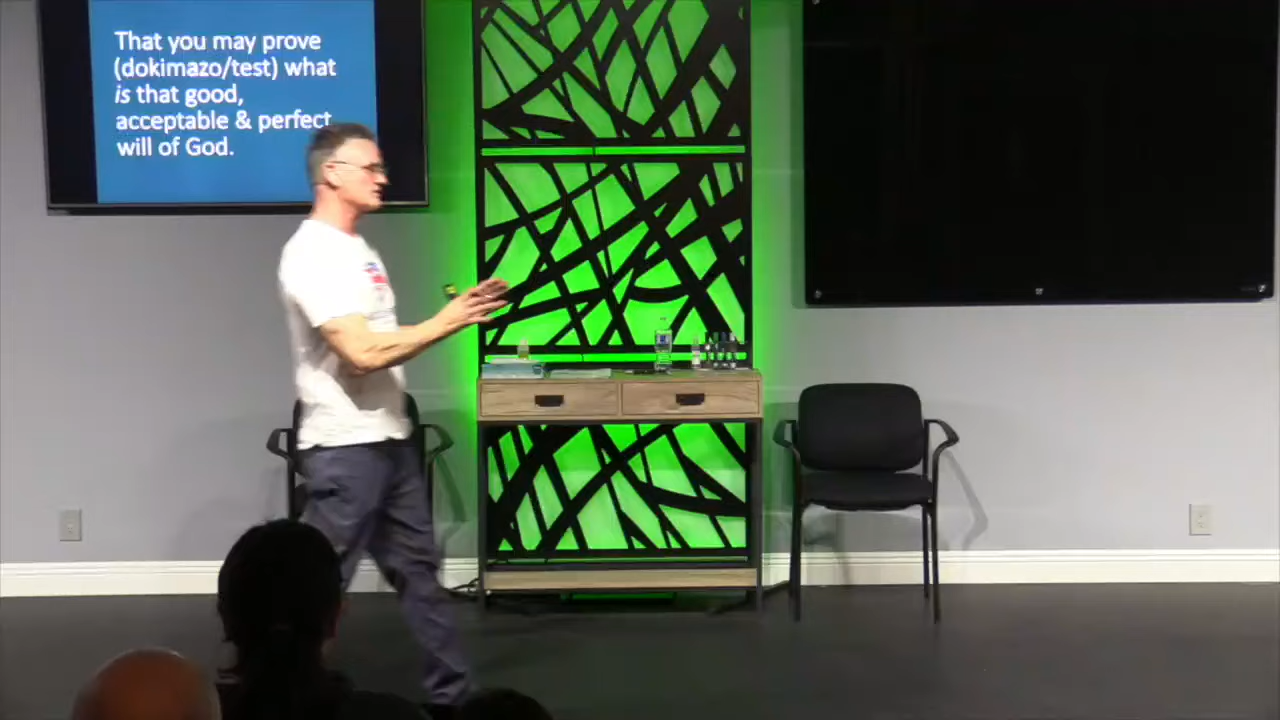 That you may prove
(dokimazo/test) what
is that good,
acceptable & perfect
will of God.